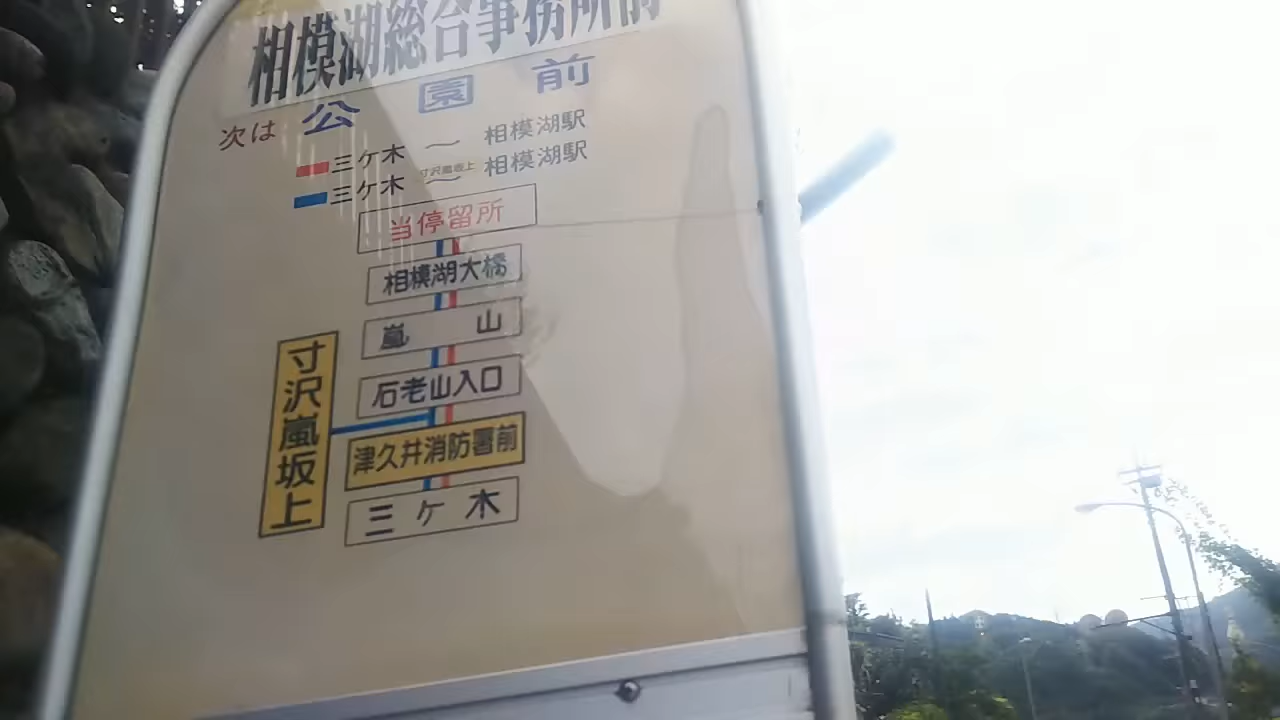 相模湖総合事務所前
次は 公園前
三ケ木 〜 相模湖駅
三ケ木 寸沢嵐坂上 〜 相模湖駅
当停留所
相模湖大橋
嵐山
石老山入口
寸沢嵐坂上
津久井消防署前
三ケ木